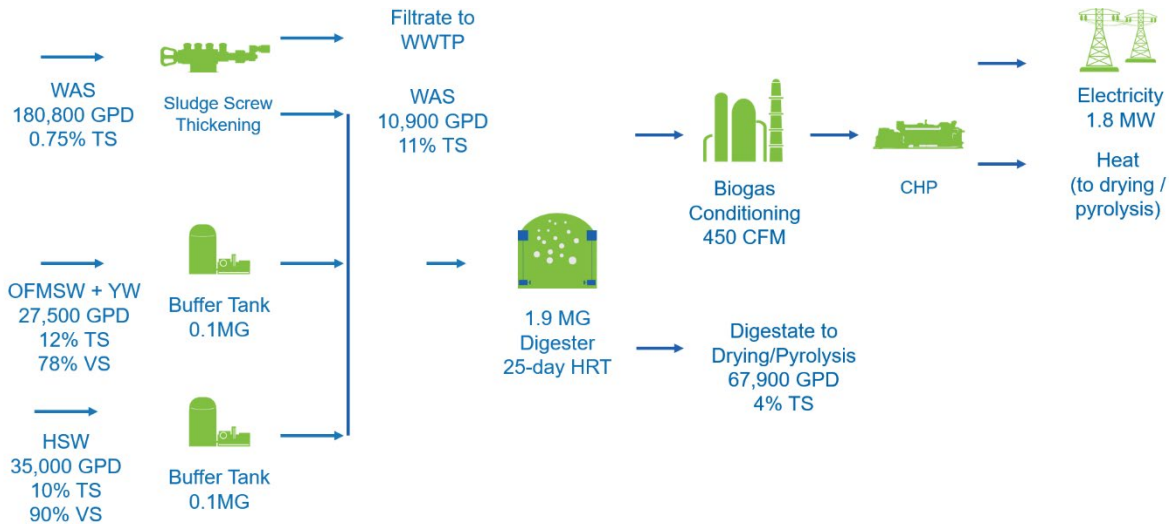 WAS
180,800 GPD
0.75% TS
Sludge Screw
Thickening
Filtrate to
WWTP
WAS
10,900 GPD
11% TS
OFMSW + YW
27,500 GPD
12% TS
78% VS
Buffer Tank
0.1MG
HSW
35,000 GPD
10% TS
90% VS
Buffer Tank
0.1MG
1.9 MG
Digester
25-day HRT
Biogas
Conditioning
450 CFM
CHP
Electricity
1.8 MW
Heat
(to drying /
pyrolysis)
Digestate to
Drying/Pyrolysis
67,900 GPD
4% TS